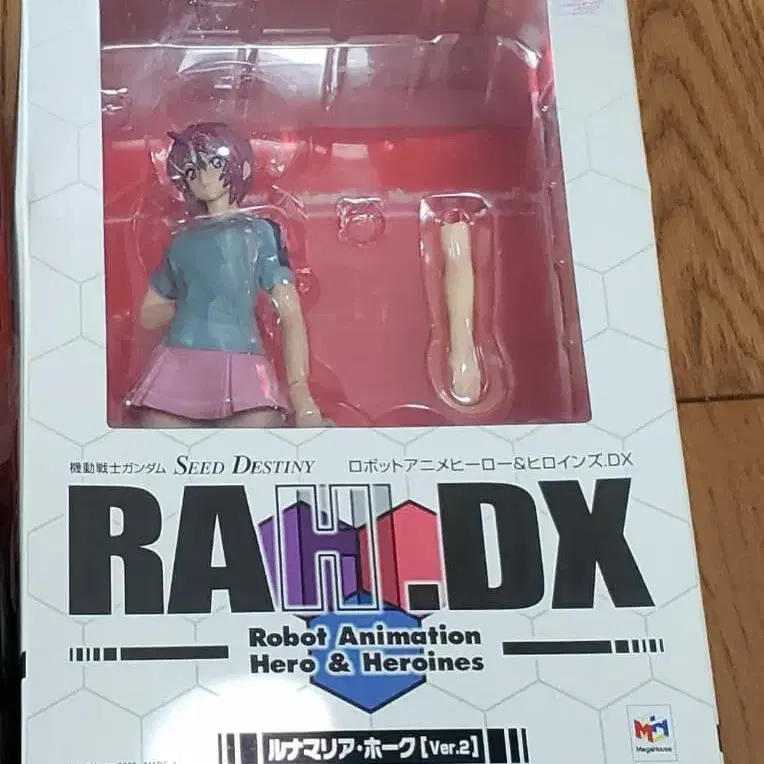 機動戦士ガンダム SEED DESTINY ロボットアニメヒーロー&ヒロインズ.DX
RAH.DX
Robot Animation
Hero & Heroines
ルナマリア・ホーク[Ver.2]
MegaHouse